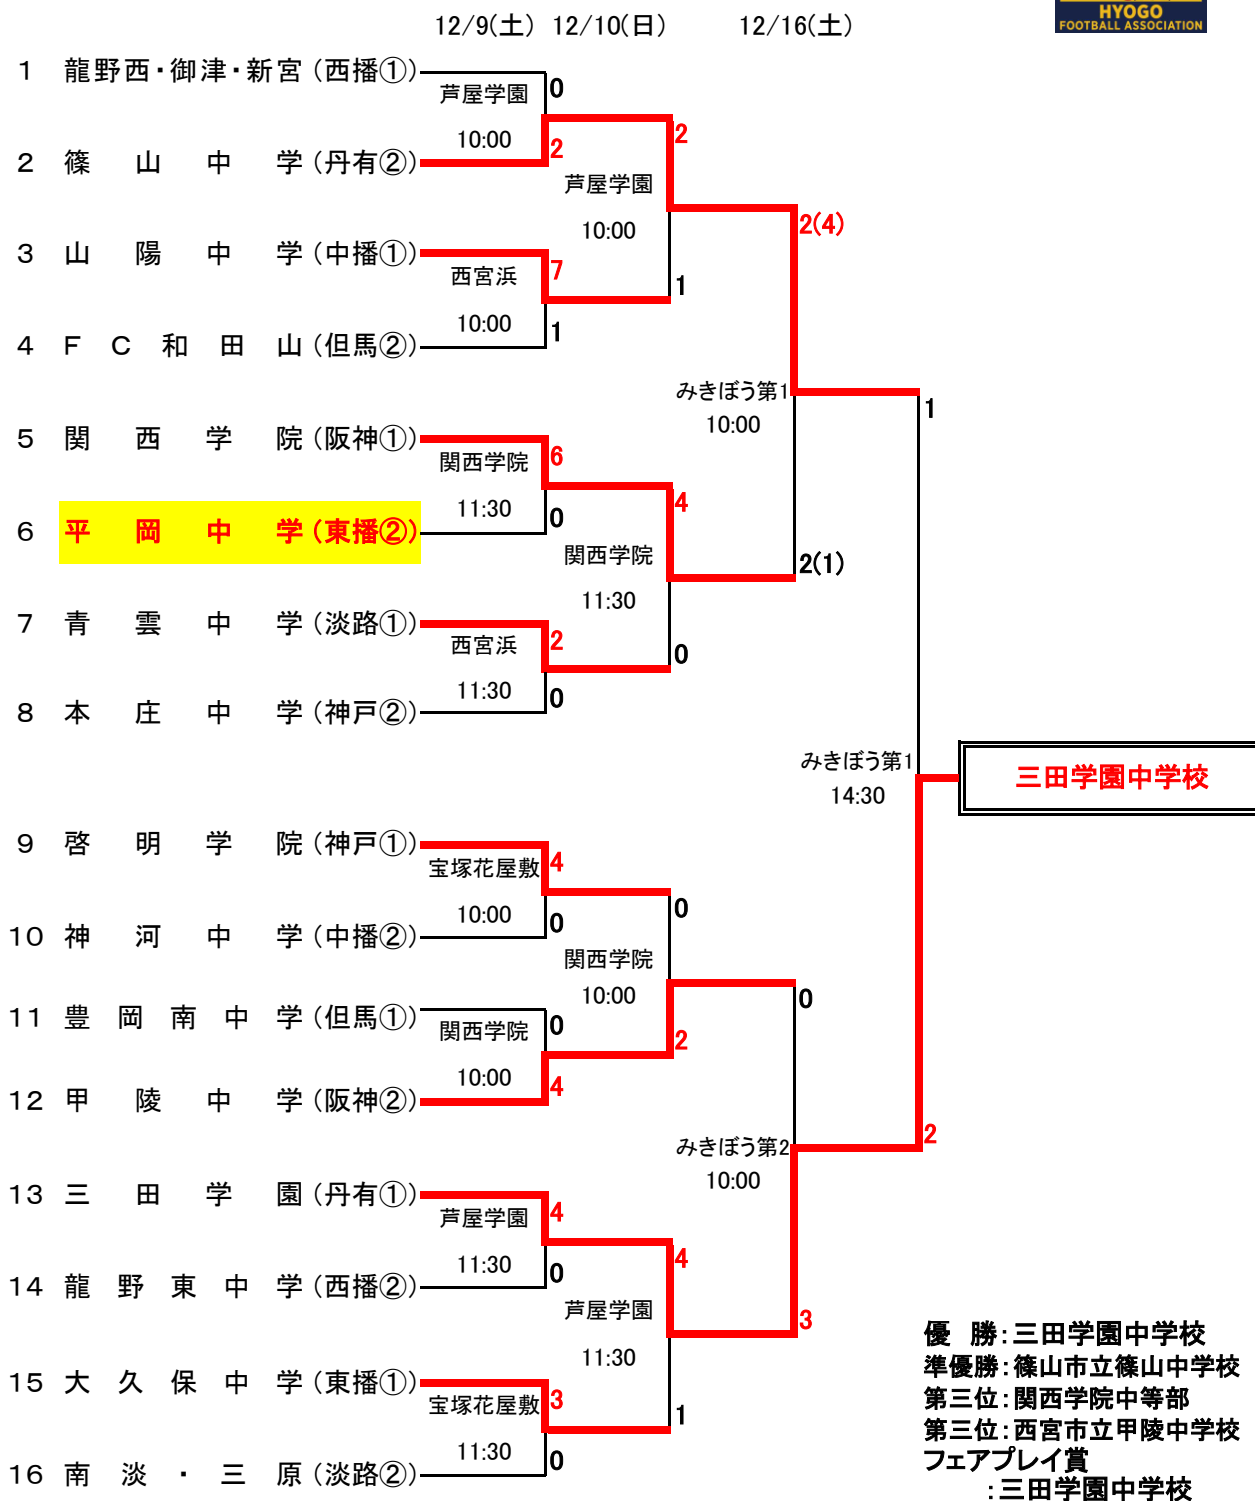 HYOGO
FOOTBALL ASSOCIATION
12/9(土) 12/10(日) 12/16(土)
1 龍野西・御津・新宮(西播①)
芦屋学園
0
10:00
2
2
2 篠山中学(丹有②)
芦屋学園
2(4)
10:00
3 山陽中学(中播①)
7
西宮浜
1
10:00
1
4 FC和田山(但馬②)
みきぼう第1
1
10:00
5 関西学院(阪神①)
6
関西学院
4
11:30
0
6 平岡中学(東播②)
関西学院
2(1)
11:30
7 青雲中学(淡路①)
2
西宮浜
0
11:30
0
8 本庄中学(神戸②)
みきぼう第1
三田学園中学校
14:30
9 啓明学院(神戸①)
4
宝塚花屋敷
0
10:00
0
10 神河中学(中播②)
関西学院
10:00
0
11 豊岡南中学(但馬①)
0
関西学院
2
10:00
4
12 甲陵中学(阪神②)
2
みきぼう第2
10:00
13 三田学園(丹有①)
4
芦屋学園
4
11:30
0
14 龍野東中学(西播②)
芦屋学園
3
11:30
15 大久保中学(東播①)
3
宝塚花屋敷
1
11:30
0
16 南淡・三原(淡路②)
優 勝:三田学園中学校
準優勝:篠山市立篠山中学校
第三位:関西学院中等部
第三位:西宮市立甲陵中学校
フェアプレイ賞
:三田学園中学校